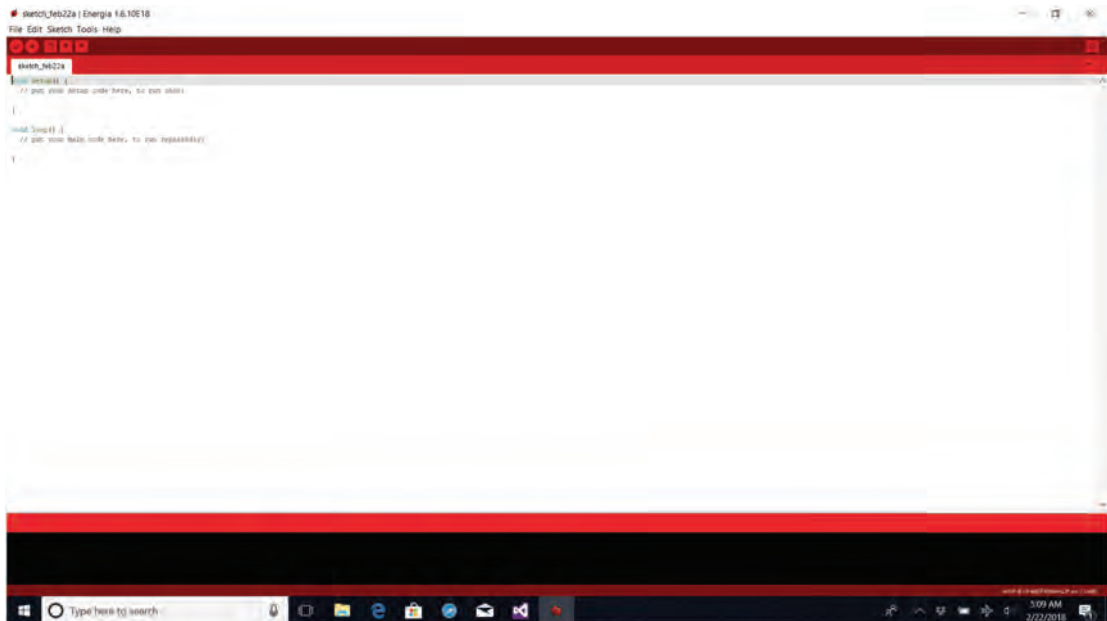 sketch_feb22a | Energia 1.6.10E18
File Edit Sketch Tools Help
sketch_feb22a
void setup() {
// put your setup code here, to run once:
}
void loop() {
// put your main code here, to run repeatedly:
}
Type here to search
5:09 AM
2/22/2018